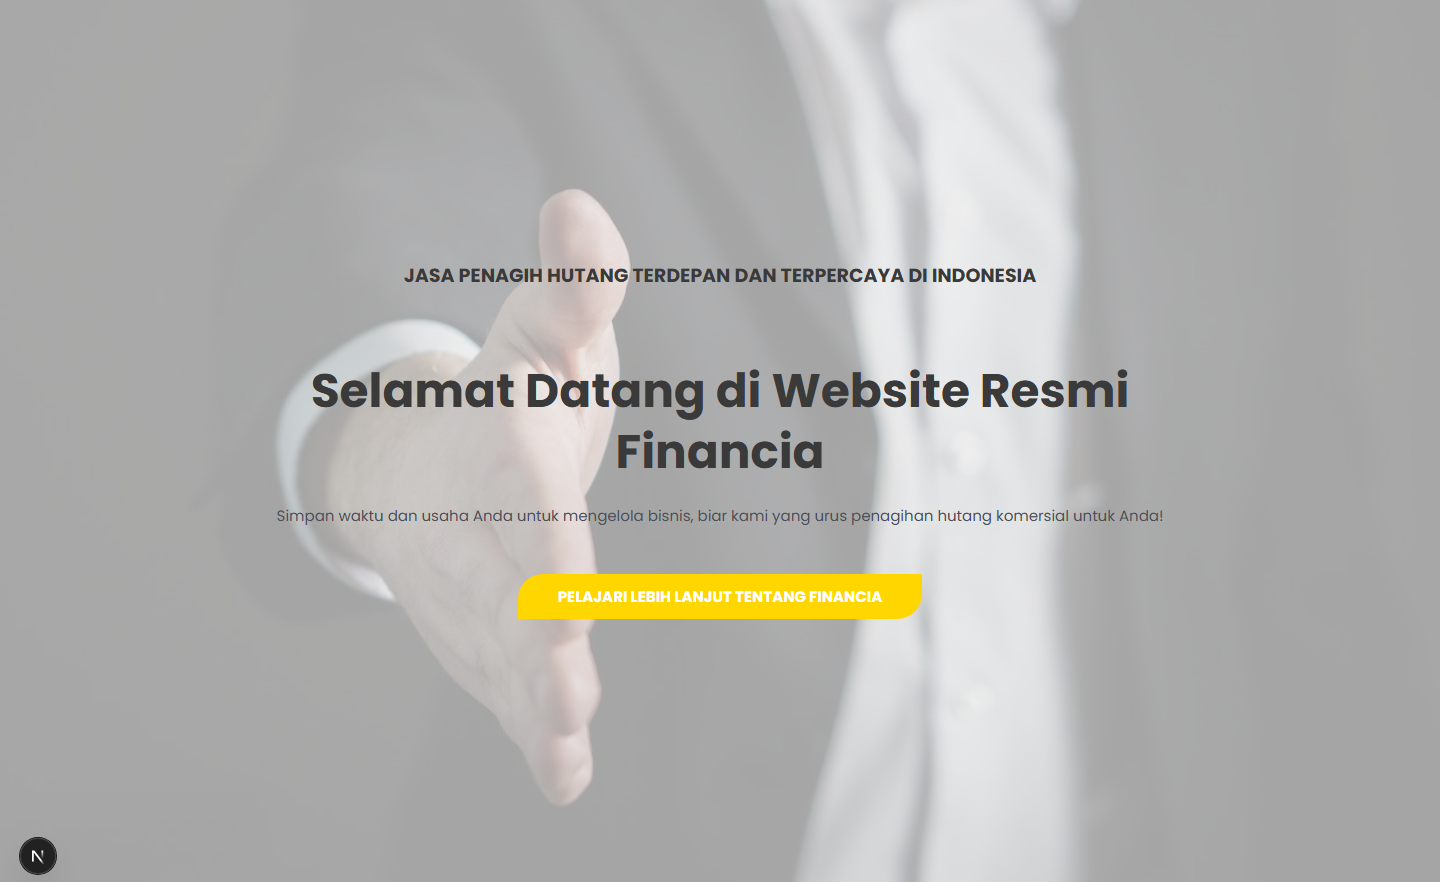 JASA PENAGIH HUTANG TERDEPAN DAN TERPERCAYA DI INDONESIA
Selamat Datang di Website Resmi
Financia
Simpan waktu dan usaha Anda untuk mengelola bisnis, biar kami yang urus penagihan hutang komersial untuk Anda!
PELAJARI LEBIH LANJUT TENTANG FINANCIA
N